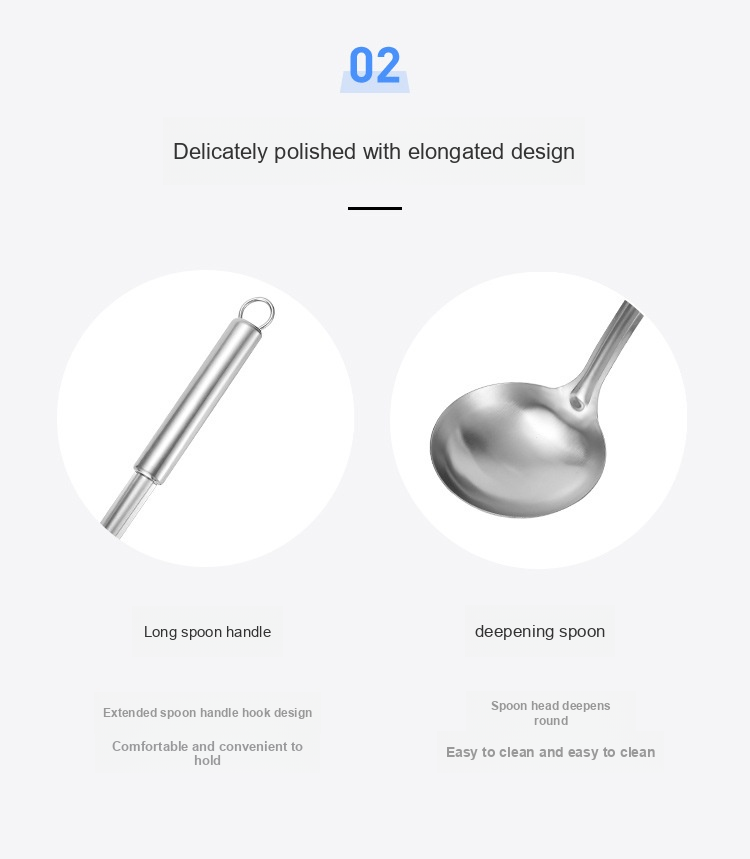 02
Delicately polished with elongated design
Long spoon handle
deepening spoon
Extended spoon handle hook design
Comfortable and convenient to
hold
Spoon head deepens
round
Easy to clean and easy to clean